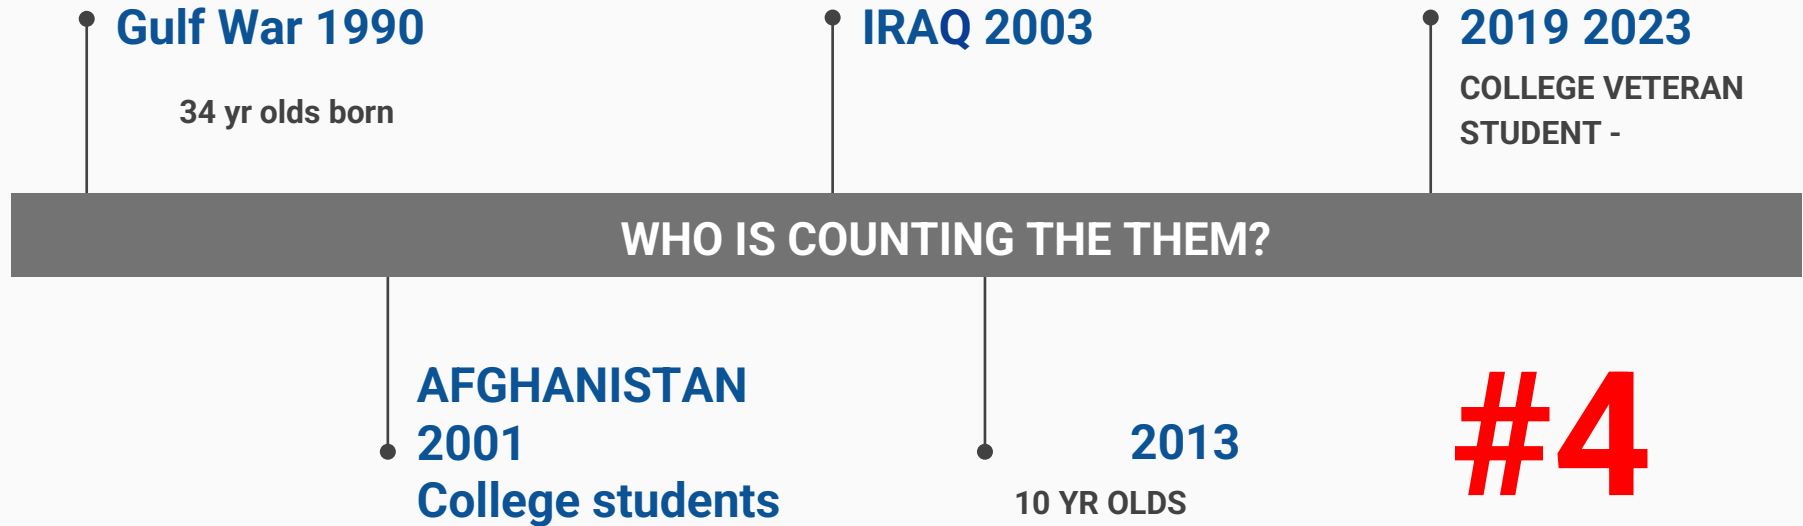 Gulf War 1990
34 yr olds born
IRAQ 2003
2019 2023
COLLEGE VETERAN
STUDENT -
WHO IS COUNTING THE THEM?
AFGHANISTAN
2001
College students
2013
10 YR OLDS
#4